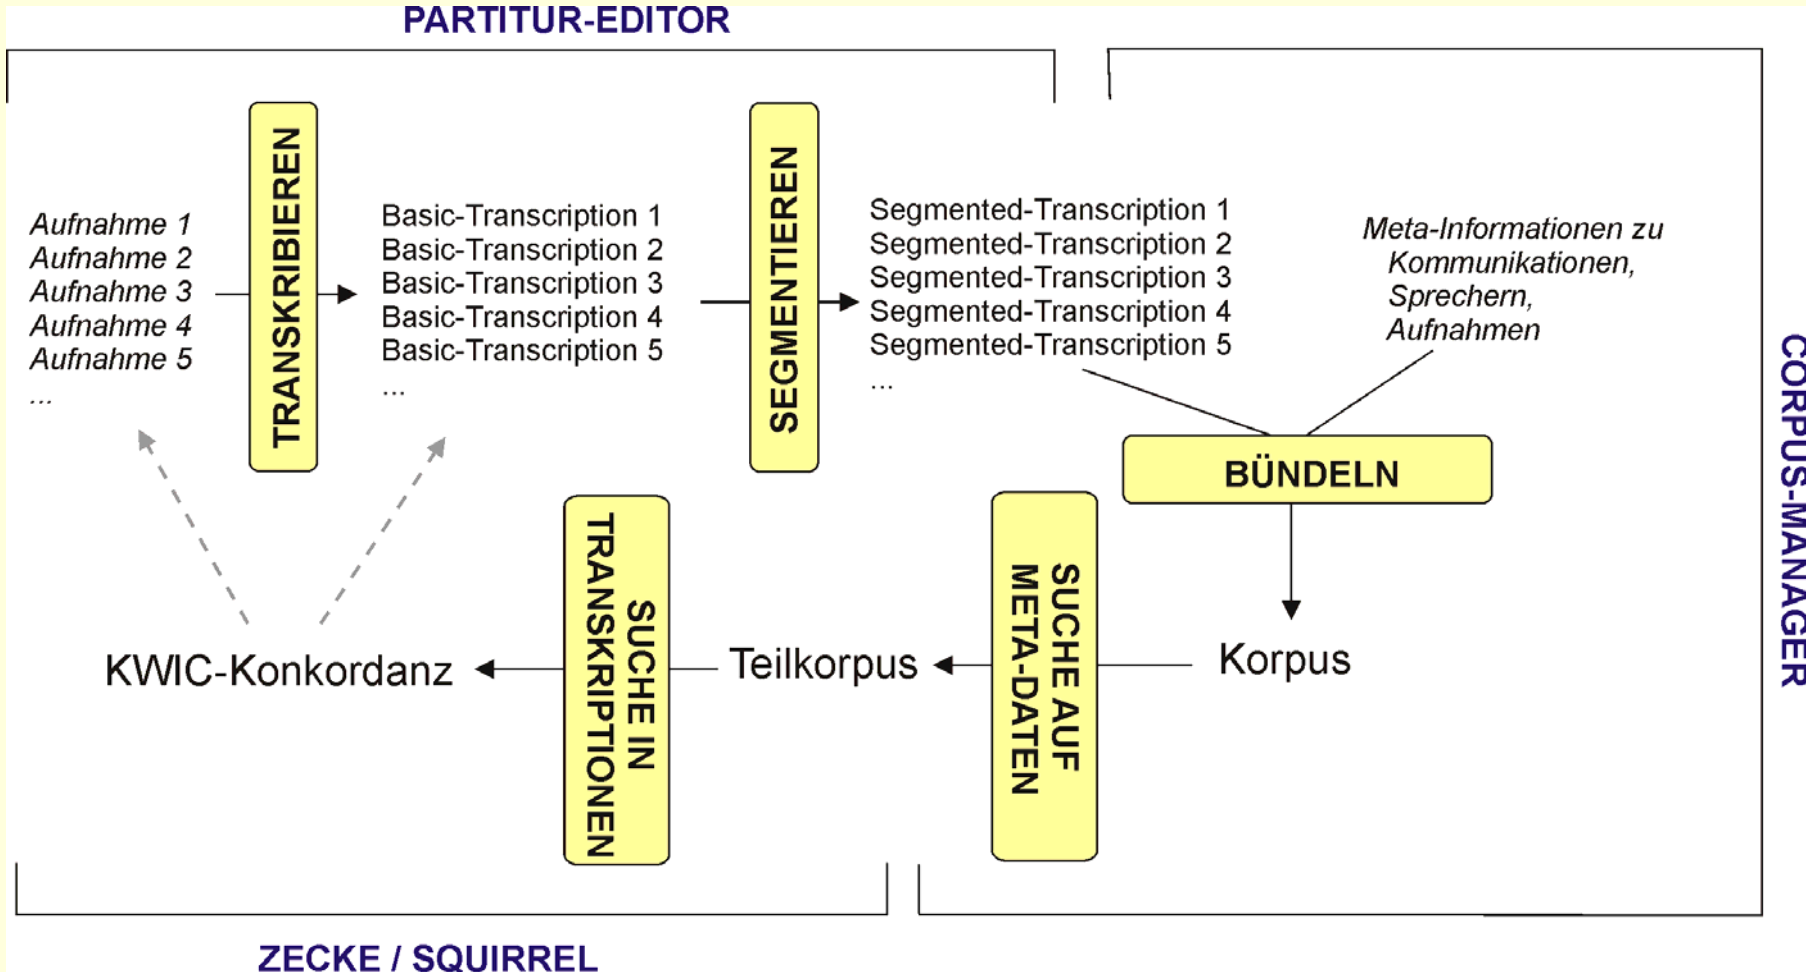 PARTITUR-EDITOR
TRANSKRIBIEREN
SEGMENTIEREN
Aufnahme 1
Aufnahme 2
Aufnahme 3
Aufnahme 4
Aufnahme 5
...
Basic-Transcription 1
Basic-Transcription 2
Basic-Transcription 3
Basic-Transcription 4
Basic-Transcription 5
...
Segmented-Transcription 1
Segmented-Transcription 2
Segmented-Transcription 3
Segmented-Transcription 4
Segmented-Transcription 5
...
Meta-Informationen zu
Kommunikationen,
Sprechern,
Aufnahmen
CORPUS-MANAGER
BÜNDELN
SUCHE IN
TRANSKRIPTIONEN
SUCHE AUF
META-DATEN
KWIC-Konkordanz
Teilkorpus
Korpus
ZECKE / SQUIRREL